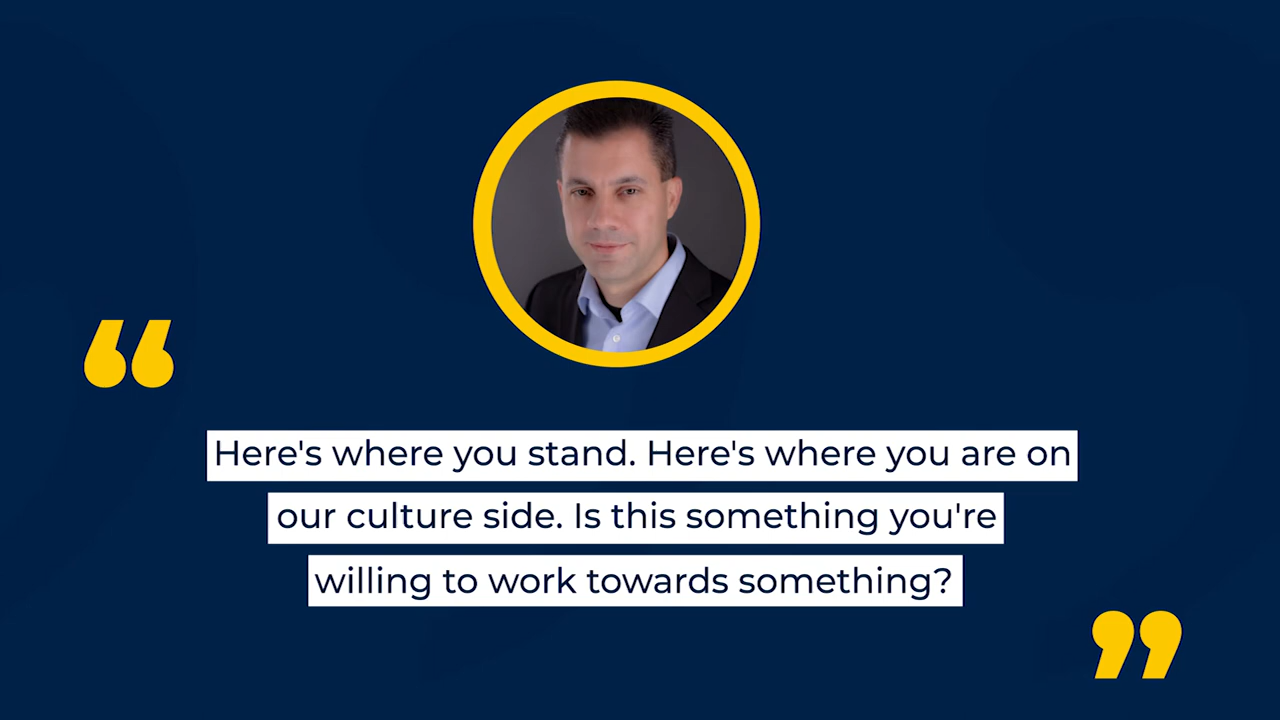 Here's where you stand. Here's where you are on
our culture side. Is this something you're
willing to work towards something?